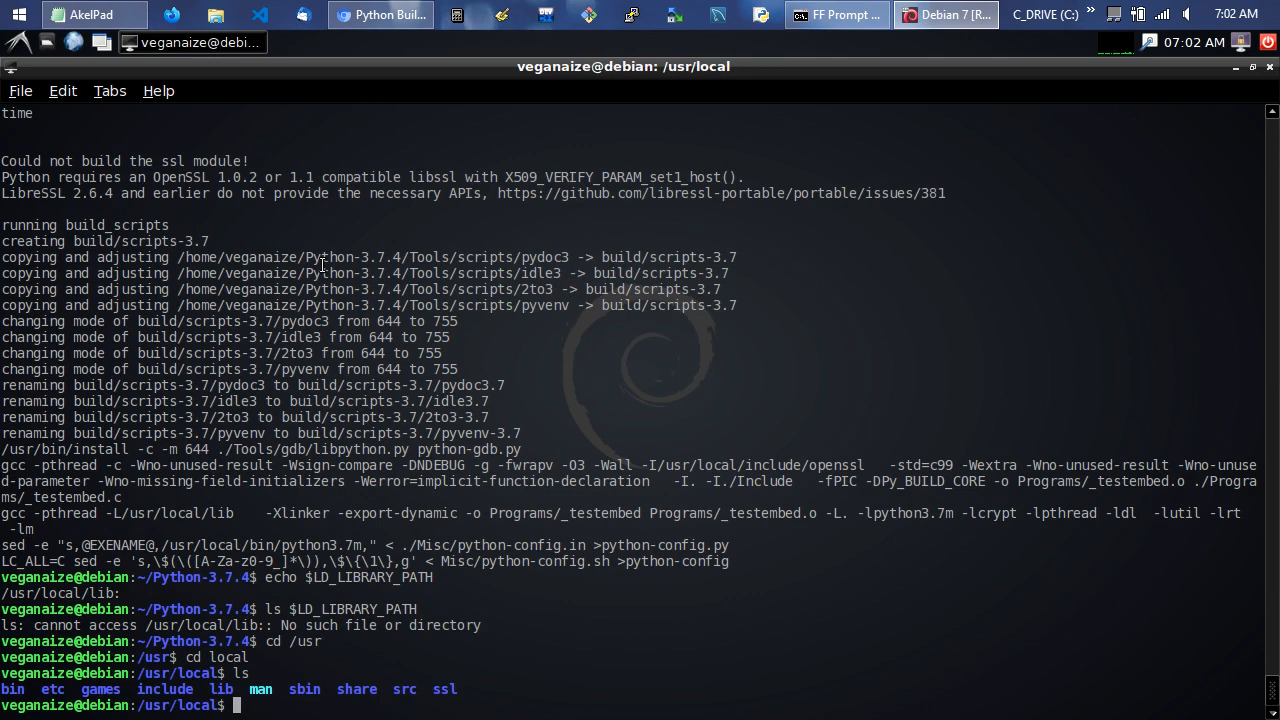 AkelPad
Python Buil...
FF Prompt ...
Debian 7 [R...
C_DRIVE (C:)
7:02 AM
veganaize@debi...
07:02 AM
veganaize@debian: /usr/local
File Edit Tabs Help
time
Could not build the ssl module!
Python requires an OpenSSL 1.0.2 or 1.1 compatible libssl with X509_VERIFY_PARAM_set1_host().
LibreSSL 2.6.4 and earlier do not provide the necessary APIs, https://github.com/libressl-portable/portable/issues/381
running build_scripts
creating build/scripts-3.7
copying and adjusting /home/veganaize/Python-3.7.4/Tools/scripts/pydoc3 -> build/scripts-3.7
copying and adjusting /home/veganaize/Python-3.7.4/Tools/scripts/idle3 -> build/scripts-3.7
copying and adjusting /home/veganaize/Python-3.7.4/Tools/scripts/2to3 -> build/scripts-3.7
copying and adjusting /home/veganaize/Python-3.7.4/Tools/scripts/pyvenv -> build/scripts-3.7
changing mode of build/scripts-3.7/pydoc3 from 644 to 755
changing mode of build/scripts-3.7/idle3 from 644 to 755
changing mode of build/scripts-3.7/2to3 from 644 to 755
changing mode of build/scripts-3.7/pyvenv from 644 to 755
renaming build/scripts-3.7/pydoc3 to build/scripts-3.7/pydoc3.7
renaming build/scripts-3.7/idle3 to build/scripts-3.7/idle3.7
renaming build/scripts-3.7/2to3 to build/scripts-3.7/2to3-3.7
renaming build/scripts-3.7/pyvenv to build/scripts-3.7/pyvenv-3.7
/usr/bin/install -c -m 644 ./Tools/gdb/libpython.py python-gdb.py
gcc -pthread -c -Wno-unused-result -Wsign-compare -DNDEBUG -g -fwrapv -O3 -Wall -I/usr/local/include/openssl   -std=c99 -Wextra -Wno-unused-result -Wno-unuse
d-parameter -Wno-missing-field-initializers -Werror=implicit-function-declaration   -I. -I./Include   -fPIC -DPy_BUILD_CORE -o Programs/_testembed.o ./Progra
ms/_testembed.c
gcc -pthread -L/usr/local/lib    -Xlinker -export-dynamic -o Programs/_testembed Programs/_testembed.o -L. -lpython3.7m -lcrypt -lpthread -ldl  -lutil -lrt
 -lm
sed -e "s,@EXENAME@,/usr/local/bin/python3.7m," < ./Misc/python-config.in >python-config.py
LC_ALL=C sed -e 's,\$(\([A-Za-z0-9_]*\)),\$\{\1\},g' < Misc/python-config.sh >python-config
veganaize@debian:~/Python-3.7.4$ echo $LD_LIBRARY_PATH
/usr/local/lib:
veganaize@debian:~/Python-3.7.4$ ls $LD_LIBRARY_PATH
ls: cannot access /usr/local/lib:: No such file or directory
veganaize@debian:~/Python-3.7.4$ cd /usr
veganaize@debian:/usr$ cd local
veganaize@debian:/usr/local$ ls
bin  etc  games  include  lib  man  sbin  share  src  ssl
veganaize@debian:/usr/local$